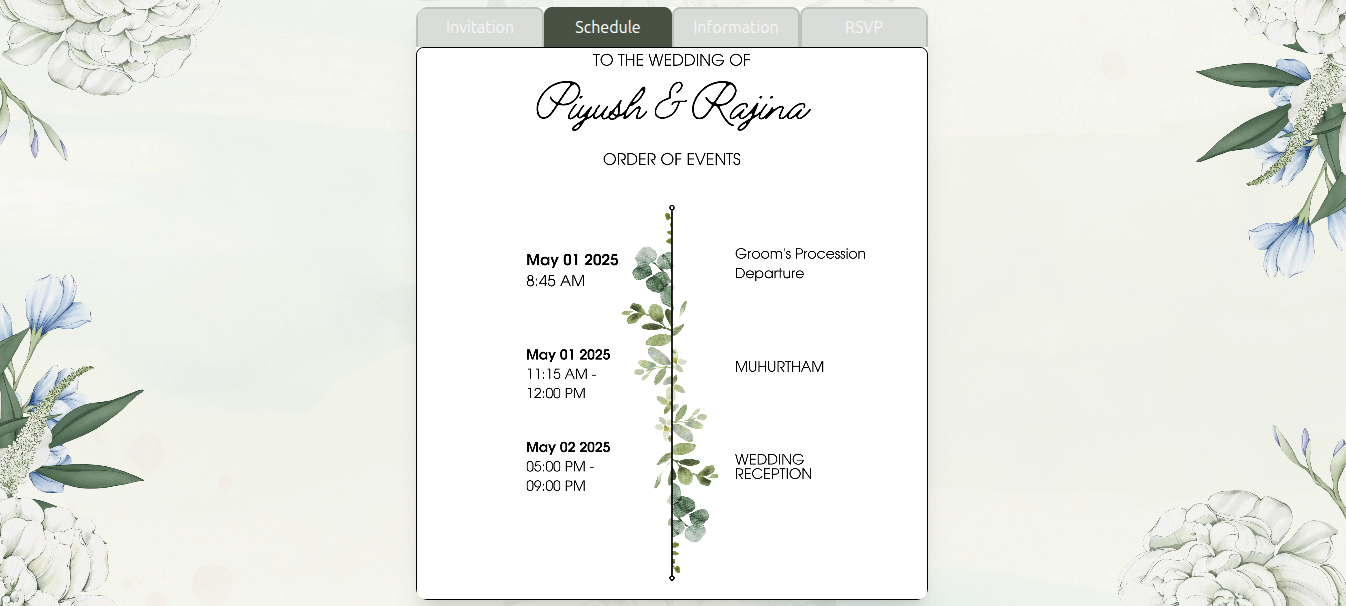 Invitation
Schedule
Information
RSVP
TO THE WEDDING OF
Piyush & Rajina
ORDER OF EVENTS
May 01 2025
8:45 AM
Groom's Procession
Departure
May 01 2025
11:15 AM -
12:00 PM
MUHURTHAM
May 02 2025
05:00 PM -
09:00 PM
WEDDING
RECEPTION